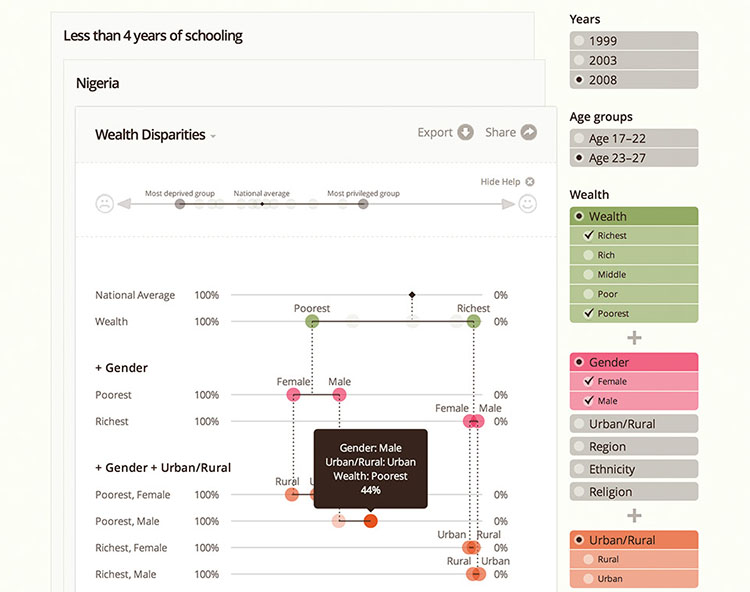 Less than 4 years of schooling
Nigeria
Wealth Disparities
Export
Share
Hide Help
Most deprived group
National average
Most privileged group
National Average 100% 0%
Poorest Richest
Wealth 100% 0%
+ Gender
Female Male
Poorest 100% 0%
Female Male
Richest 100% 0%
Gender: Male
Urban/Rural: Urban
Wealth: Poorest
44%
+ Gender + Urban/Rural
Rural U
Poorest, Female 100% 0%
Poorest, Male 100% 0%
Urban Rural
Richest, Female 100% 0%
Rural Urban
Richest, Male 100% 0%
Years
1999
2003
2008
Age groups
Age 17–22
Age 23–27
Wealth
Wealth
Richest
Rich
Middle
Poor
Poorest
+
Gender
Female
Male
Urban/Rural
Region
Ethnicity
Religion
+
Urban/Rural
Rural
Urban